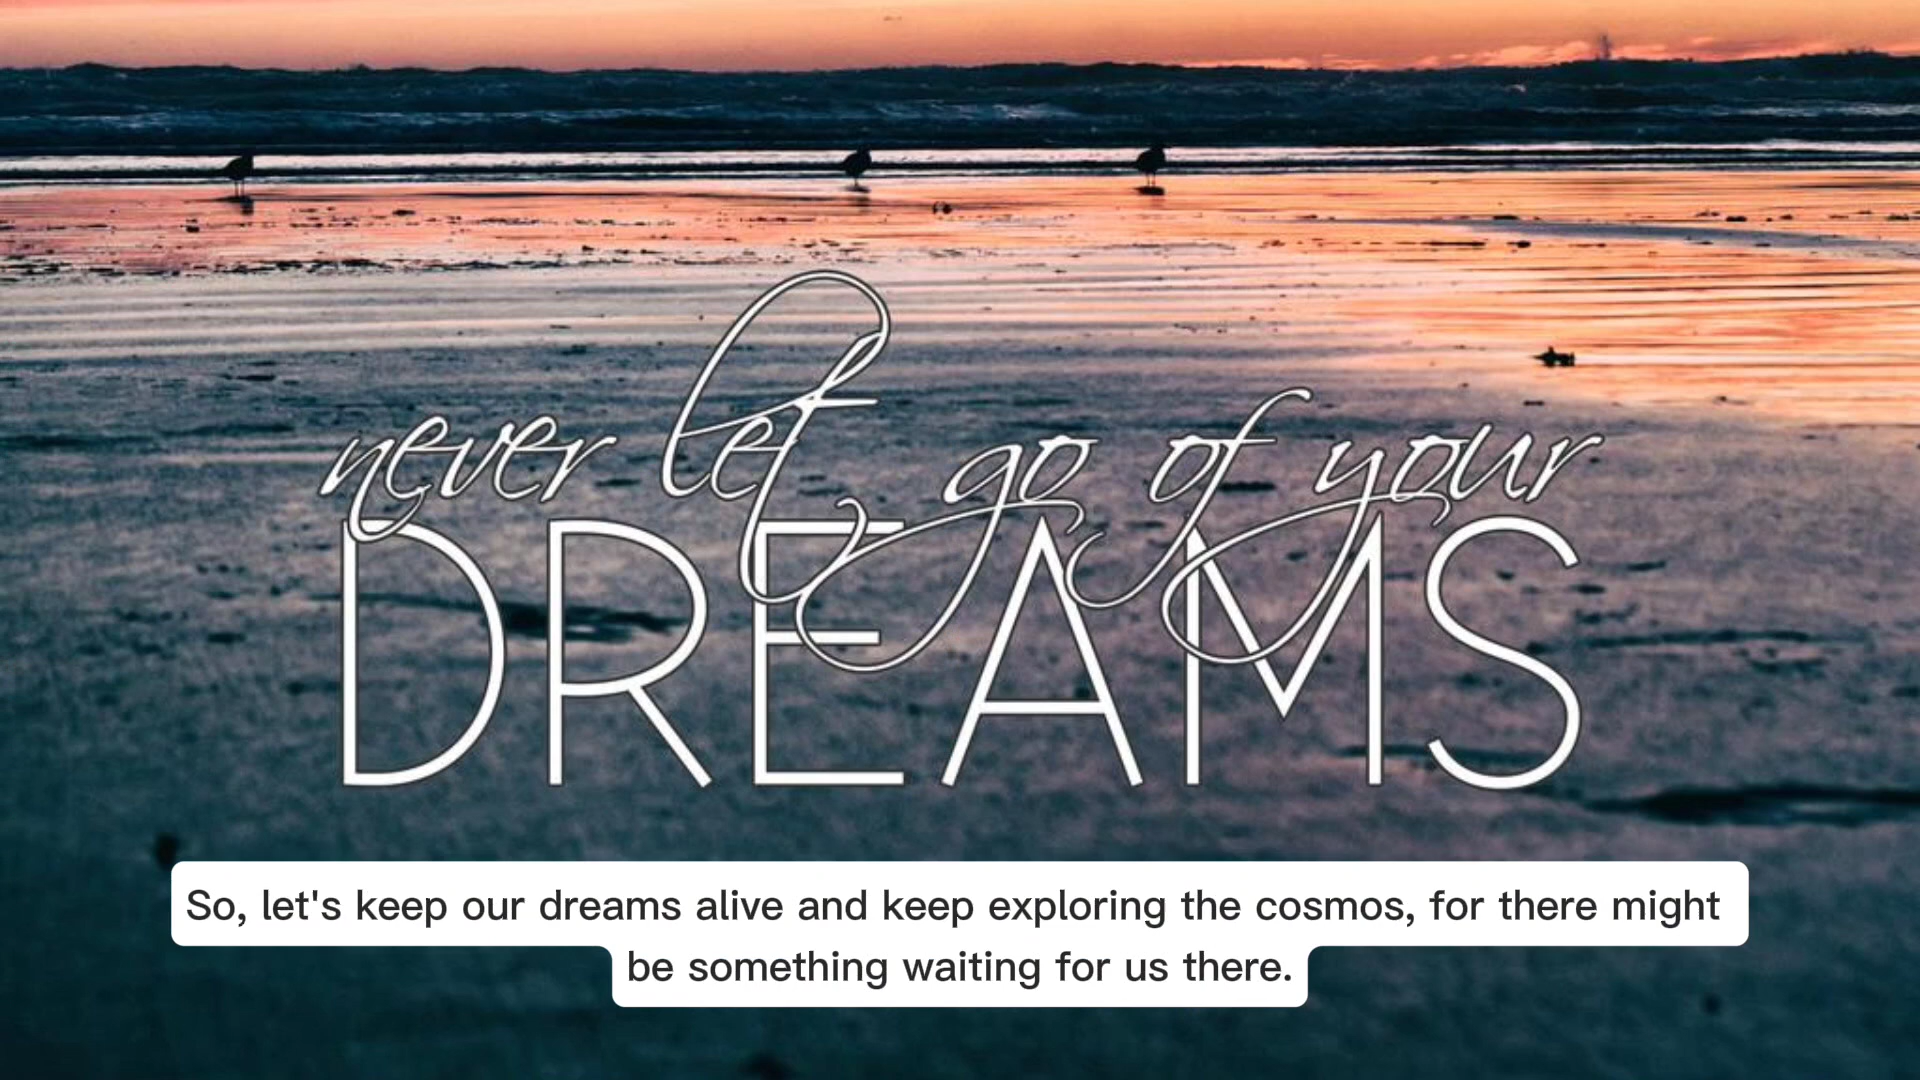 never let go of your
DREAMS
So, let's keep our dreams alive and keep exploring the cosmos, for there might
be something waiting for us there.